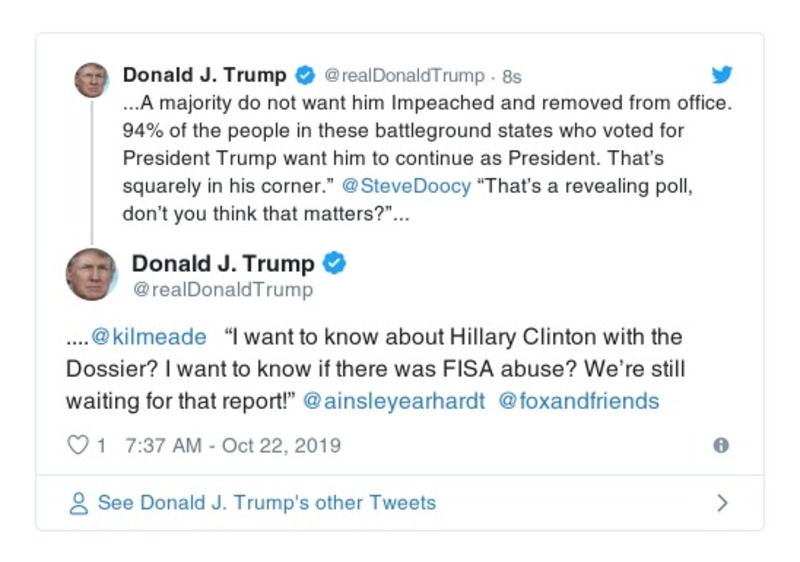 Donald J. Trump @realDonaldTrump · 8s
...A majority do not want him Impeached and removed from office.
94% of the people in these battleground states who voted for
President Trump want him to continue as President. That’s
squarely in his corner.” @SteveDoocy “That’s a revealing poll,
don’t you think that matters?”...
Donald J. Trump
@realDonaldTrump
....@kilmeade “I want to know about Hillary Clinton with the
Dossier? I want to know if there was FISA abuse? We’re still
waiting for that report!” @ainsleyearhardt @foxandfriends
1 7:37 AM - Oct 22, 2019
See Donald J. Trump's other Tweets